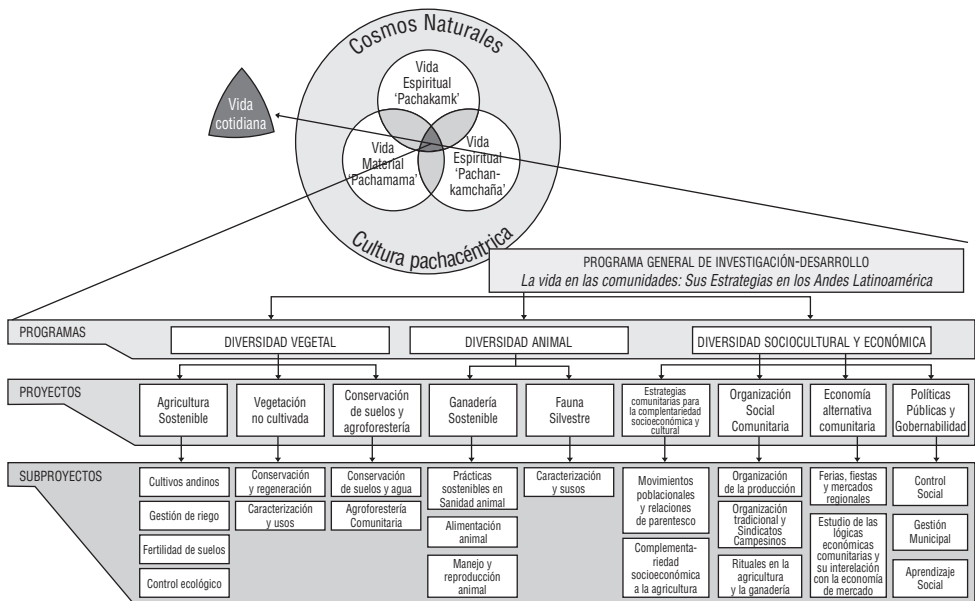 Cosmos Naturales
Vida
Espiritual
'Pachakamk'
Vida
cotidiana
Vida
Material
'Pachamama'
Vida
Espiritual
'Pachan-
kamchaña'
Cultura pachacéntrica
PROGRAMA GENERAL DE INVESTIGACIÓN-DESARROLLO
La vida en las comunidades: Sus Estrategias en los Andes Latinoamérica
PROGRAMAS
DIVERSIDAD VEGETAL
DIVERSIDAD ANIMAL
DIVERSIDAD SOCIOCULTURAL Y ECONÓMICA
PROYECTOS
Agricultura
Sostenible
Vegetación
no cultivada
Conservación
de suelos y
agroforestería
Ganadería
Sostenible
Fauna
Silvestre
Estrategias
comunitarias para la
complentariedad
socioeconómica y
cultural
Organización
Social
Comunitaria
Economía
alternativa
comunitaria
Políticas
Públicas y
Gobernabilidad
SUBPROYECTOS
Cultivos andinos
Gestión de riego
Fertilidad de suelos
Control ecológico
Conservación
y regeneración
Caracterización
y usos
Conservación
de suelos y agua
Agroforestería
Comunitaria
Prácticas
sostenibles en
Sanidad animal
Alimentación
animal
Manejo y
reproducción
animal
Caracterización
y susos
Movimientos
poblacionales
y relaciones
de parentesco
Complementa-
riedad
socioeconómica
a la agricultura
Organización
de la producción
Organización
tradicional y
Sindicatos
Campesinos
Rituales en la
agricultura
y la ganadería
Ferias, fiestas
y mercados
regionales
Estudio de las
lógicas
económicas
comunitarias y
su interelación
con la economía
de mercado
Control
Social
Gestión
Municipal
Aprendizaje
Social